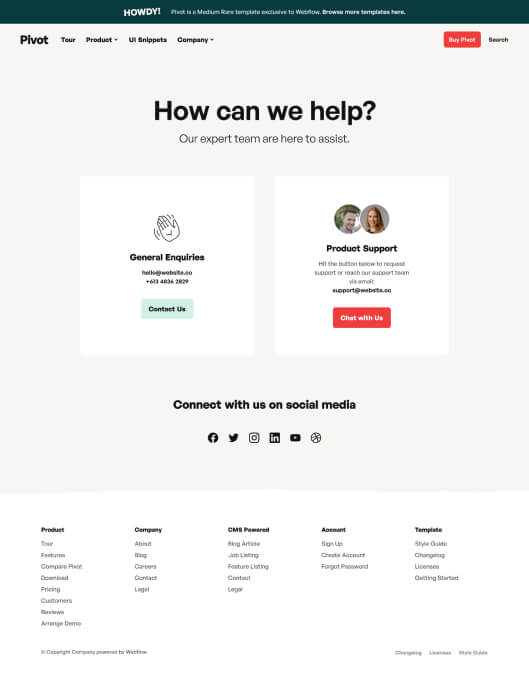 HOWDY! Pivot is a Medium Rare template exclusive to Webflow. Browse more templates here.
Pivot Tour Product UI Snippets Company Buy Pivot Search
How can we help?
Our expert team are here to assist.
General Enquiries
hello@website.co
+613 4836 2829
Contact Us
Product Support
Hit the button below to request
support or reach our support team
via email:
support@website.co
Chat with Us
Connect with us on social media
Product
Tour
Features
Compare Pivot
Download
Pricing
Customers
Reviews
Arrange Demo
Company
About
Blog
Careers
Contact
Legal
CMS Powered
Blog Article
Job Listing
Feature Listing
Contact
Legal
Account
Sign Up
Create Account
Forgot Password
Template
Style Guide
Changelog
Licenses
Getting Started
© Copyright Company powered by Webflow
Changelog Licenses Style Guide